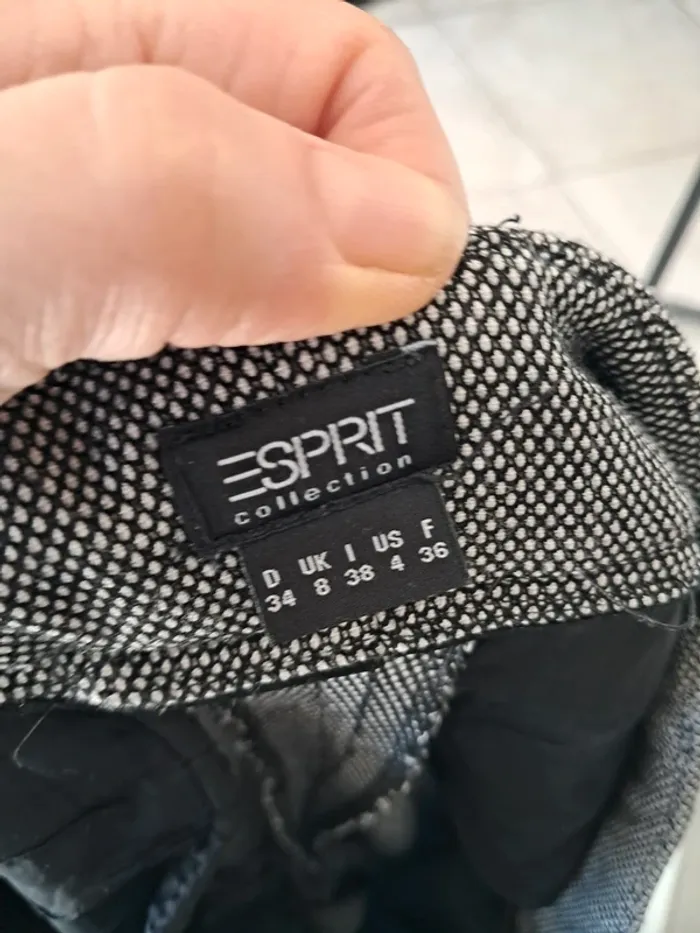 ESPRIT
collection
D UK I US F
34 8 38 4 36